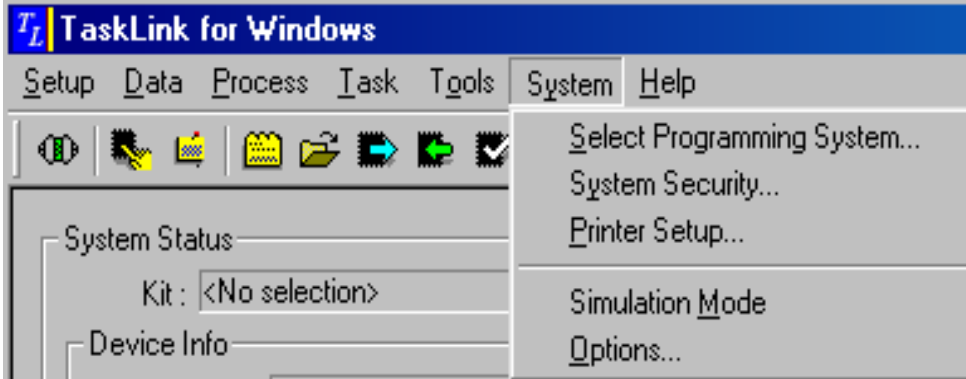 TL TaskLink for Windows
Setup Data Process Task Tools System Help
Select Programming System...
System Security...
Printer Setup...
Simulation Mode
Options...
System Status
Kit : <No selection>
Device Info